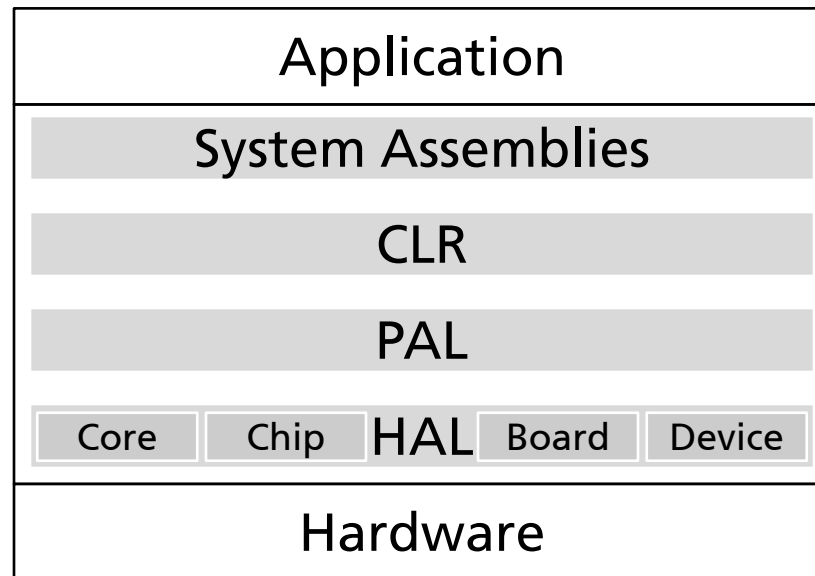 Application
System Assemblies
CLR
PAL
Core Chip HAL Board Device
Hardware